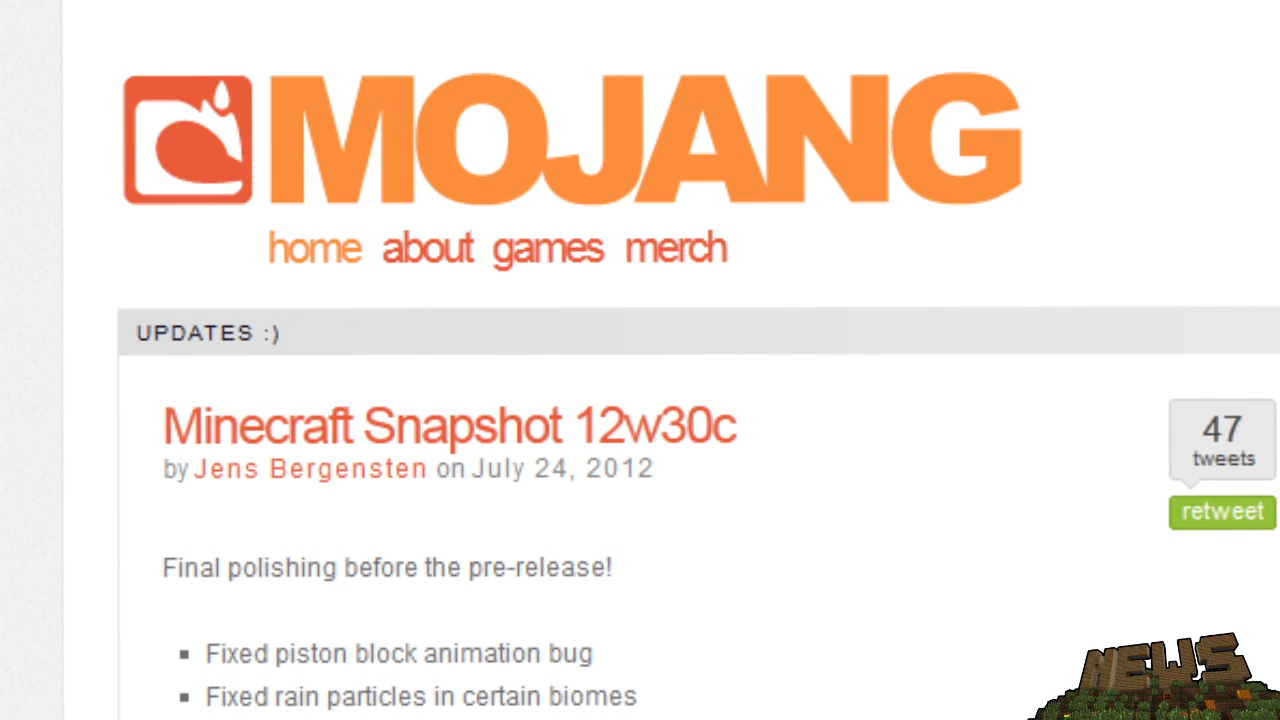 MOJANG
home about games merch
UPDATES :)
Minecraft Snapshot 12w30c
by Jens Bergensten on July 24, 2012
47
tweets
retweet
Final polishing before the pre-release!
▪ Fixed piston block animation bug
▪ Fixed rain particles in certain biomes
NEWS